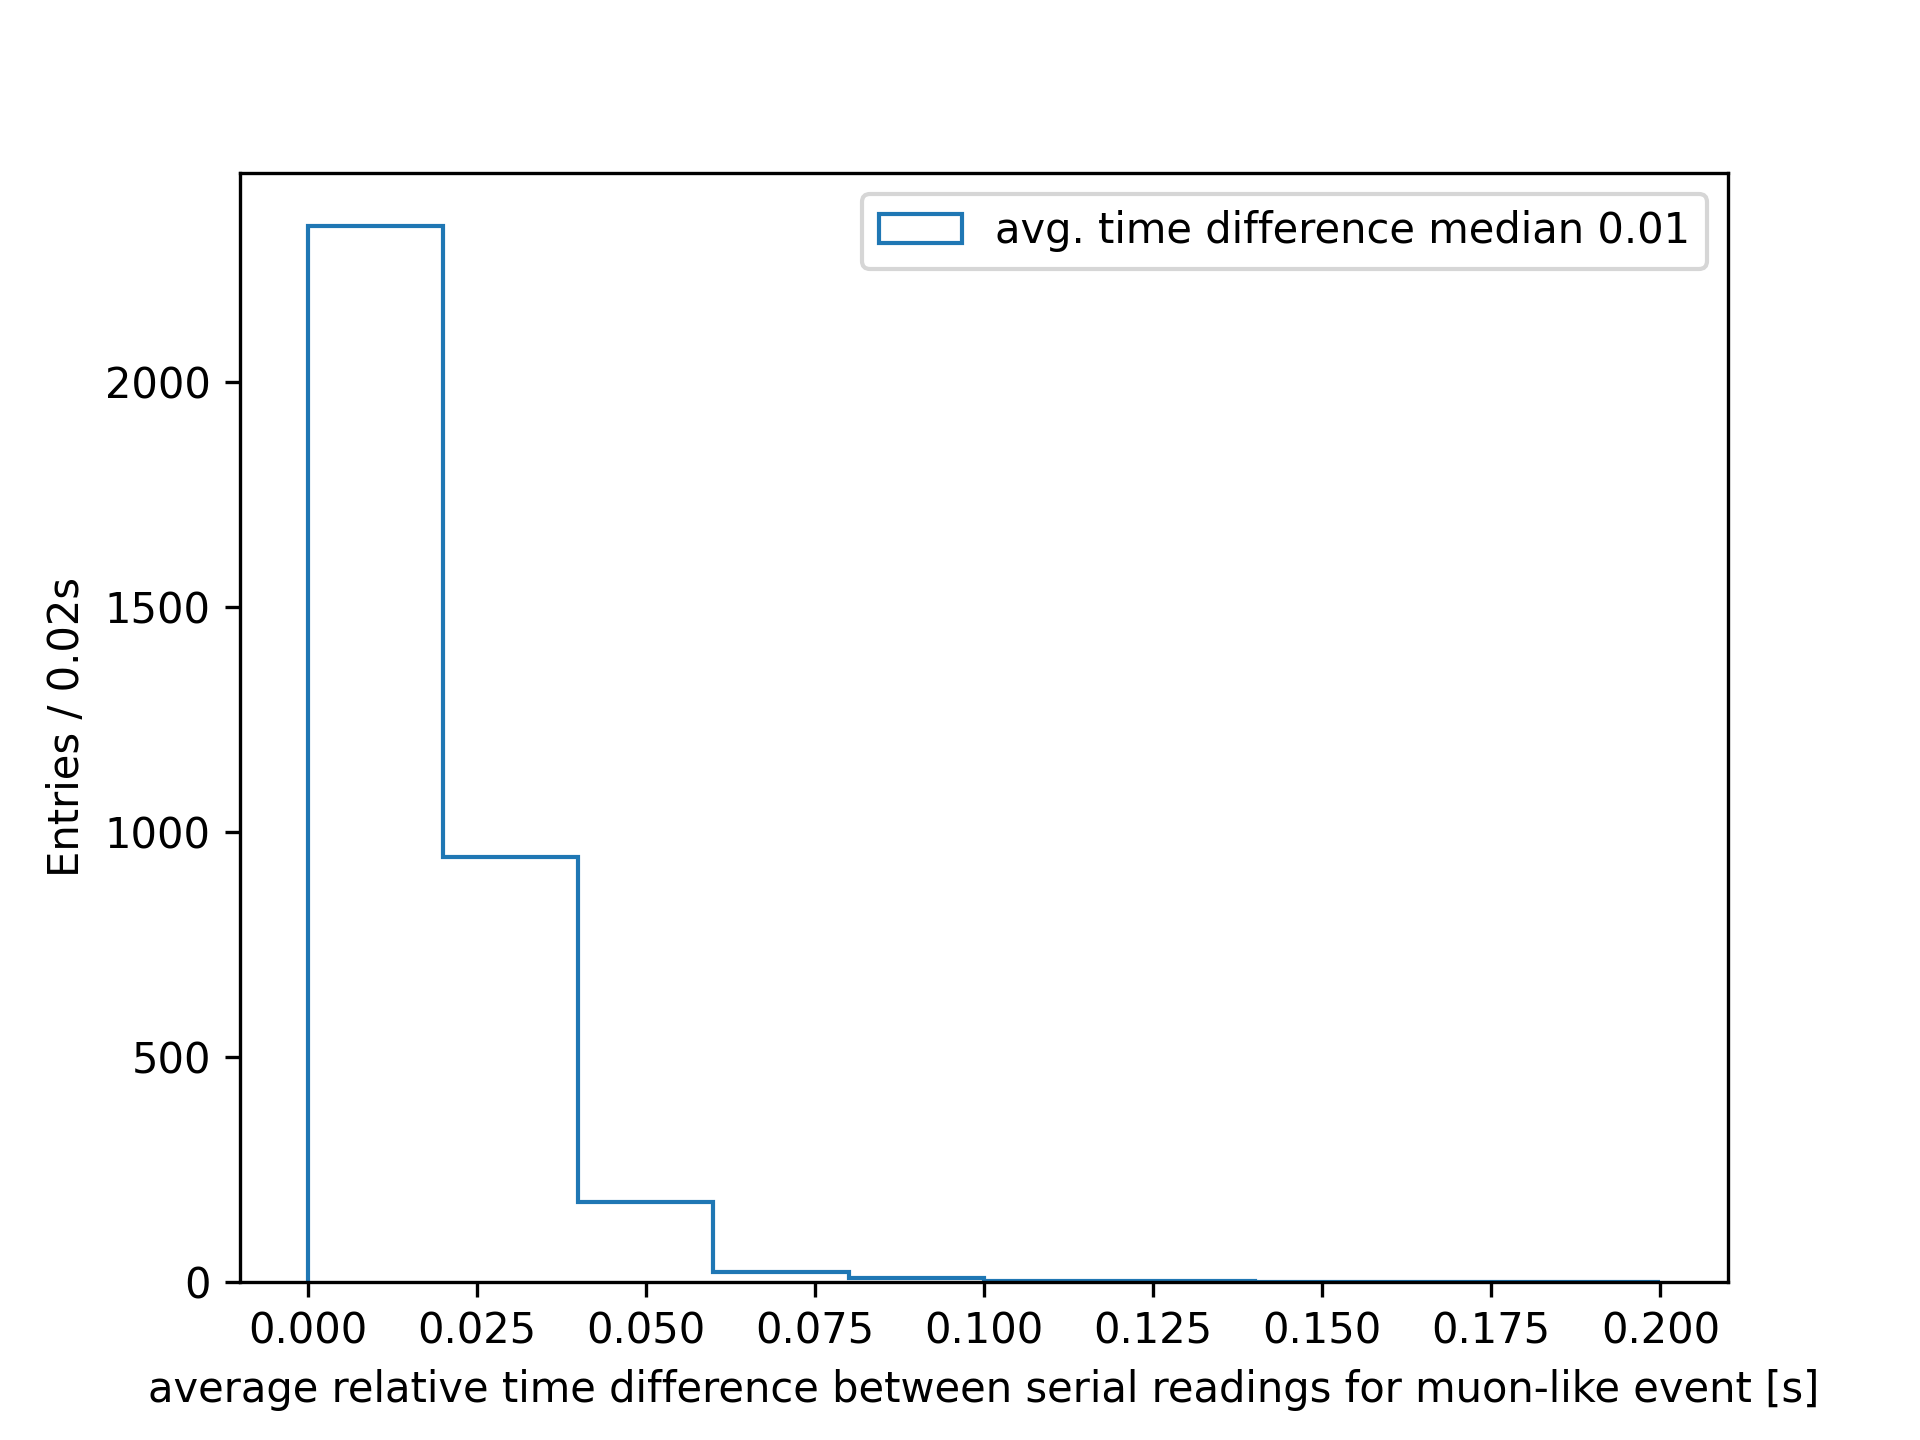 avg. time difference median 0.01
2000
1500
1000
500
0
Entries / 0.02s
0.000 0.025 0.050 0.075 0.100 0.125 0.150 0.175 0.200
average relative time difference between serial readings for muon-like event [s]